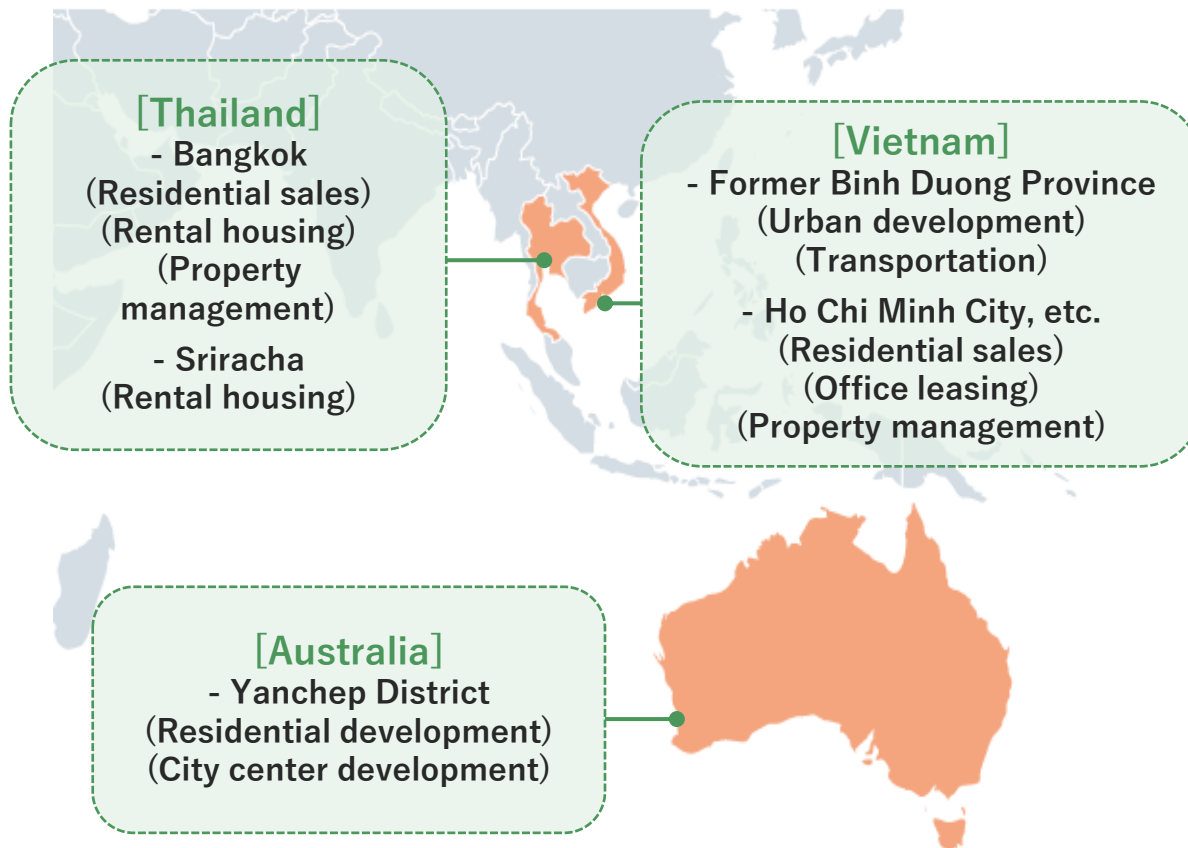 [Thailand]
- Bangkok
(Residential sales)
(Rental housing)
(Property
management)
- Sriracha
(Rental housing)
[Vietnam]
- Former Binh Duong Province
(Urban development)
(Transportation)
- Ho Chi Minh City, etc.
(Residential sales)
(Office leasing)
(Property management)
[Australia]
- Yanchep District
(Residential development)
(City center development)